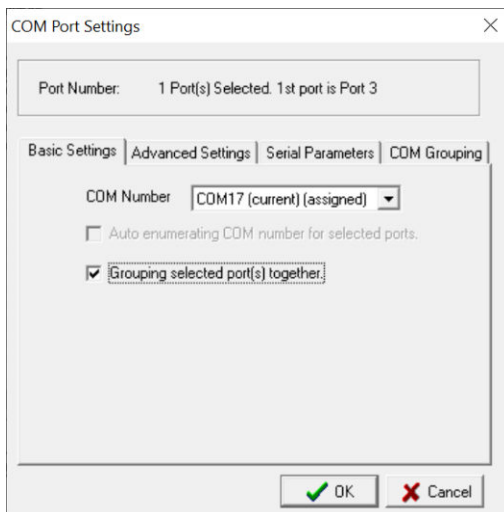 COM Port Settings
Port Number: 1 Port(s) Selected. 1st port is Port 3
Basic Settings Advanced Settings Serial Parameters COM Grouping
COM Number COM17 (current) (assigned)
Auto enumerating COM number for selected ports.
Grouping selected port(s) together.
OK Cancel